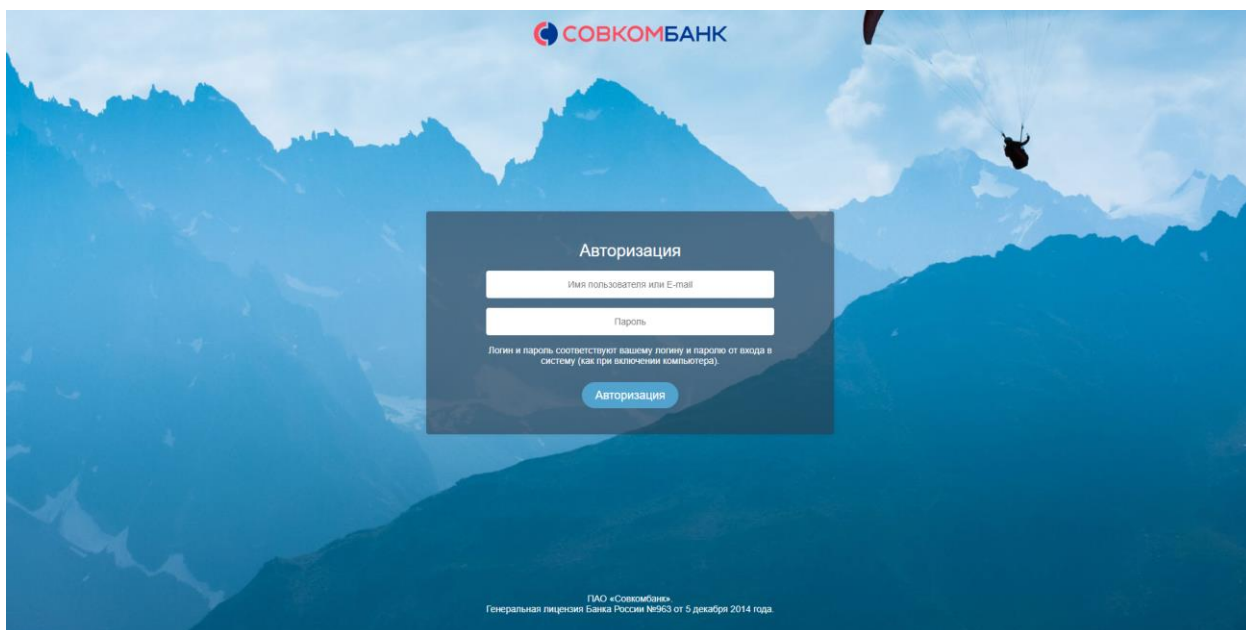 СОВКОМБАНК
Авторизация
Имя пользователя или E-mail
Пароль
Логин и пароль соответствуют вашему логину и паролю от входа в
систему (как при включении компьютера).
Авторизация
ПАО «Совкомбанк».
Генеральная лицензия Банка России №963 от 5 декабря 2014 года.